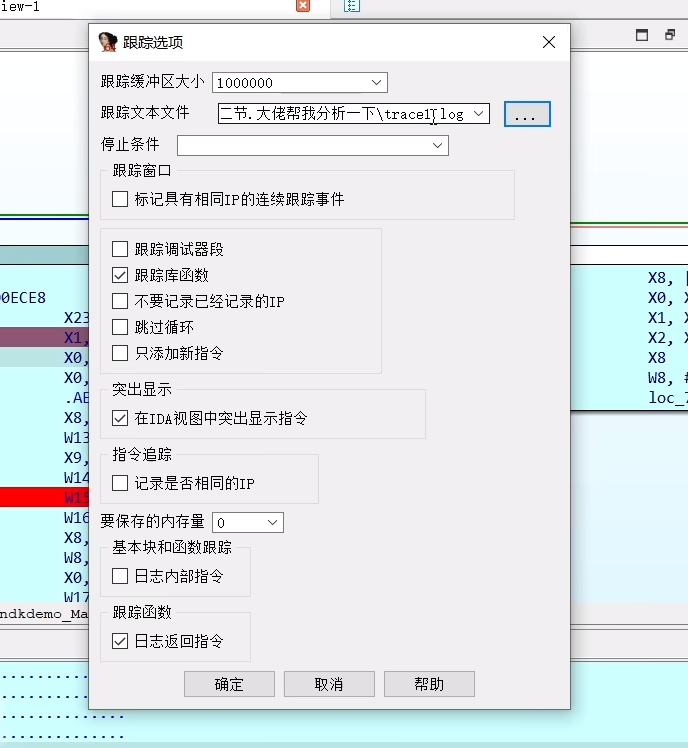 iew-1
跟踪选项
跟踪缓冲区大小 1000000
跟踪文本文件 二节.大佬帮我分析一下\trace1.log ...
停止条件
跟踪窗口
标记具有相同IP的连续跟踪事件
跟踪调试器段
跟踪库函数
不要记录已经记录的IP
跳过循环
只添加新指令
突出显示
在IDA视图中突出显示指令
指令追踪
记录是否相同的IP
要保存的内存量 0
基本块和函数跟踪
日志内部指令
跟踪函数
日志返回指令
确定 取消 帮助
0ECE8
X23
X1,
X0,
X0,
.AE
X8,
W13
X9,
W14
W15
W16
X8,
W8,
X0,
W17
ndkdemo_Ma
X8, [
X0, X
X1, X
X2, X
X8
W8, #
loc_7